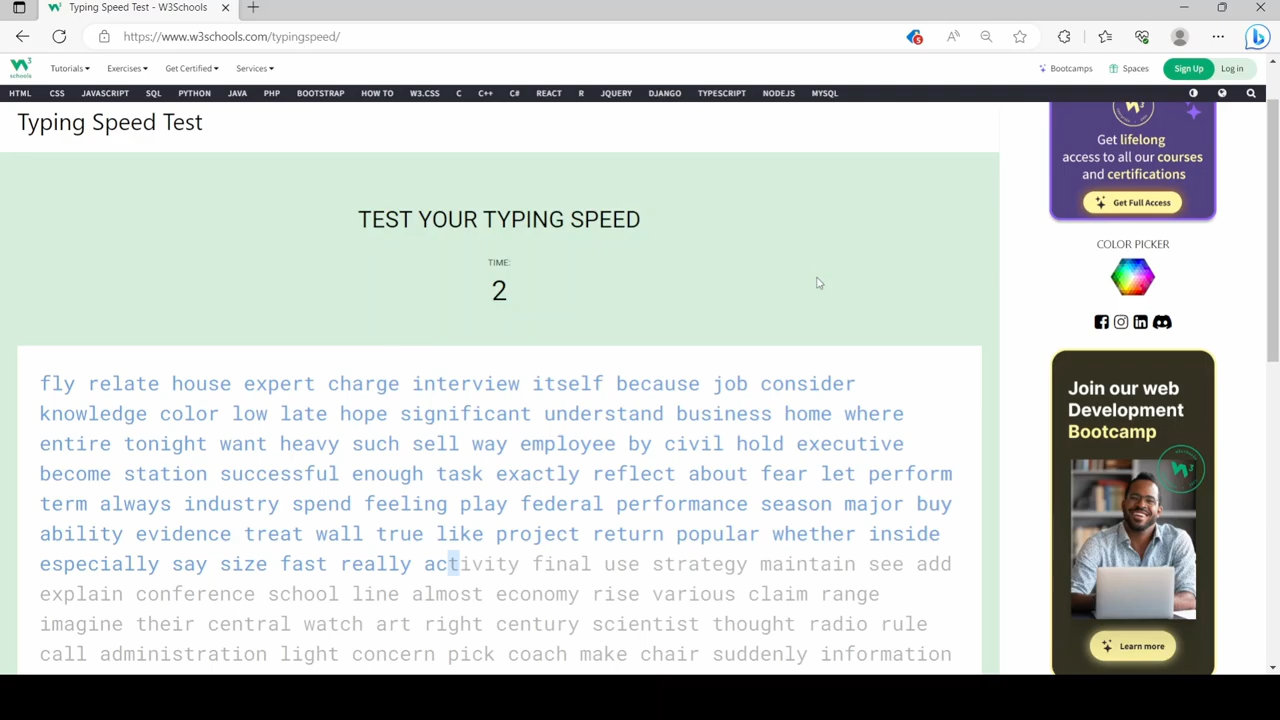 Typing Speed Test - W3Schools
https://www.w3schools.com/typingspeed/
5
W3 schools Tutorials Exercises Get Certified Services Bootcamps Spaces Sign Up Log in
HTML CSS JAVASCRIPT SQL PYTHON JAVA PHP BOOTSTRAP HOW TO W3.CSS C C++ C# REACT R JQUERY DJANGO TYPESCRIPT NODEJS MYSQL
Typing Speed Test
TEST YOUR TYPING SPEED
TIME:
2
fly relate house expert charge interview itself because job consider
knowledge color low late hope significant understand business home where
entire tonight want heavy such sell way employee by civil hold executive
become station successful enough task exactly reflect about fear let perform
term always industry spend feeling play federal performance season major buy
ability evidence treat wall true like project return popular whether inside
especially say size fast really activity final use strategy maintain see add
explain conference school line almost economy rise various claim range
imagine their central watch art right century scientist thought radio rule
call administration light concern pick coach make chair suddenly information
Get lifelong
access to all our courses
and certifications
Get Full Access
COLOR PICKER
Join our web
Development
Bootcamp
W3
Learn more